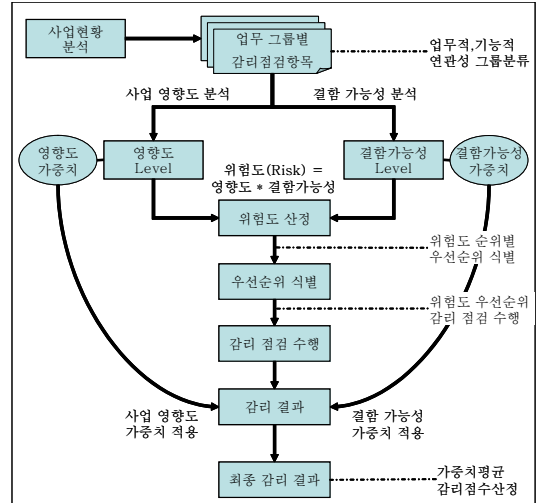 사업현황
분석
업무 그룹별
감리점검항목
업무적,기능적
연관성 그룹분류
사업 영향도 분석
결함 가능성 분석
영향도
가중치
영향도
Level
위험도(Risk) =
영향도 * 결함가능성
결함가능성
Level
결함가능성
가중치
위험도 산정
위험도 순위별
우선순위 식별
우선순위 식별
위험도 우선순위
감리 점검 수행
감리 점검 수행
사업 영향도
가중치 적용
감리 결과
결함 가능성
가중치 적용
최종 감리 결과
가중치평균
감리점수산정